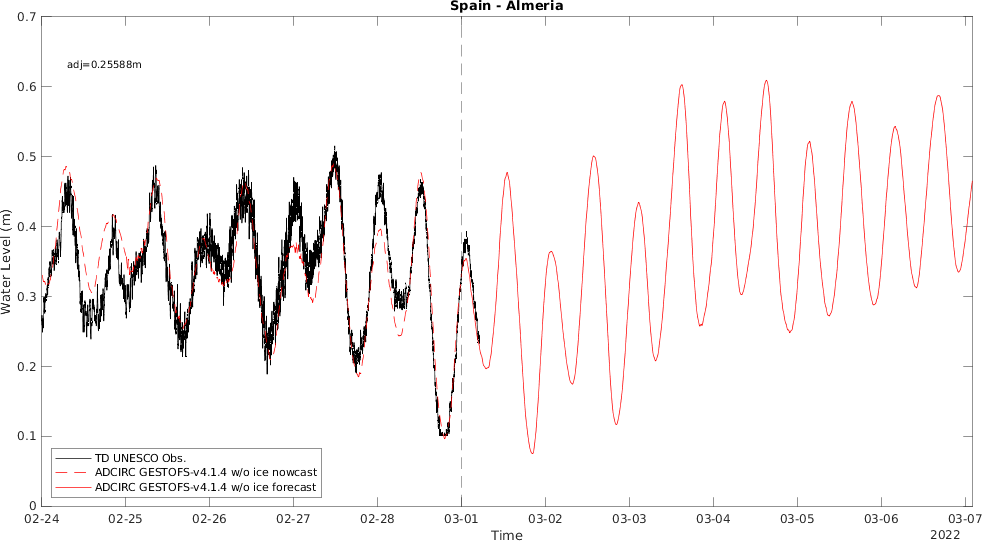 Spain - Almeria
0.7
0.6
0.5
0.4
0.3
0.2
0.1
0
Water Level (m)
adj=0.25588m
TD UNESCO Obs.
ADCIRC GESTOFS-v4.1.4 w/o ice nowcast
ADCIRC GESTOFS-v4.1.4 w/o ice forecast
02-24 02-25 02-26 02-27 02-28 03-01 03-02 03-03 03-04 03-05 03-06 03-07
Time
2022